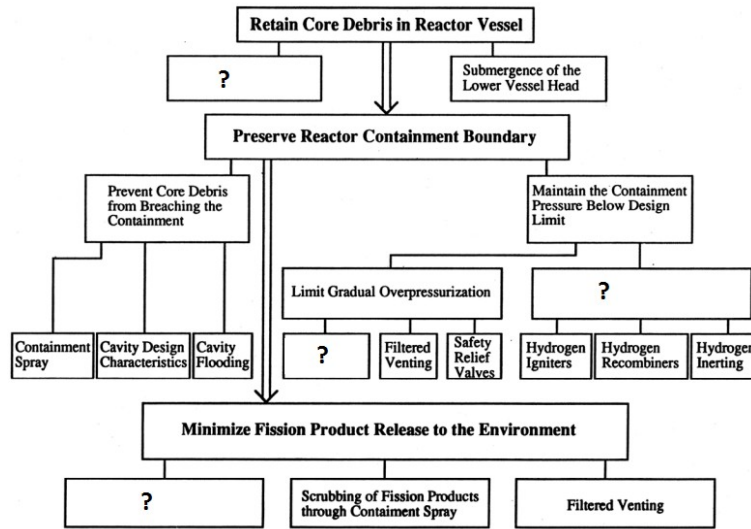 Retain Core Debris in Reactor Vessel
?
Submergence of the
Lower Vessel Head
Preserve Reactor Containment Boundary
Prevent Core Debris
from Breaching the
Containment
Maintain the Containment
Pressure Below Design
Limit
Limit Gradual Overpressurization
?
Containment
Spray
Cavity Design
Characteristics
Cavity
Flooding
?
Filtered
Venting
Safety
Relief
Valves
Hydrogen
Igniters
Hydrogen
Recombiners
Hydrogen
Inerting
Minimize Fission Product Release to the Environment
?
Scrubbing of Fission Products
through Contaiment Spray
Filtered Venting